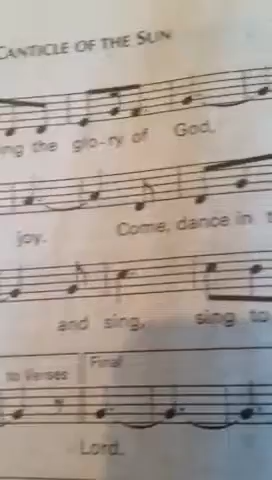 CANTICLE OF THE SUN
ing the glo-ry of God,
joy. Come, dance in
and sing, sing to
to Verses Final
Lord.